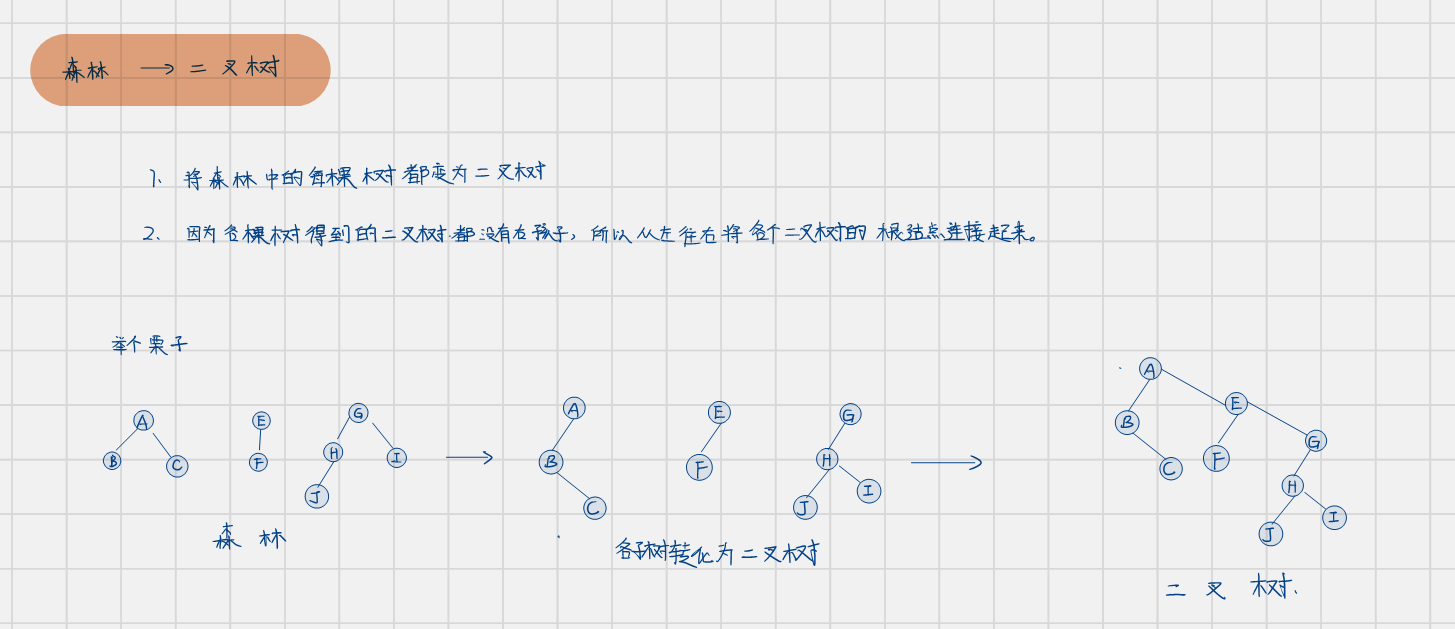 森林 → 二叉树
1、将森林中的每棵树都变为二叉树
2、因为各棵树得到的二叉树都没有右孩子,所以从左往右将各个二叉树的根结点连接起来。
举个栗子
A E G A E G A
B C F H I B F H E
J C J I B F G
C H
J I
森林
各子树转化为二叉树
二叉树、